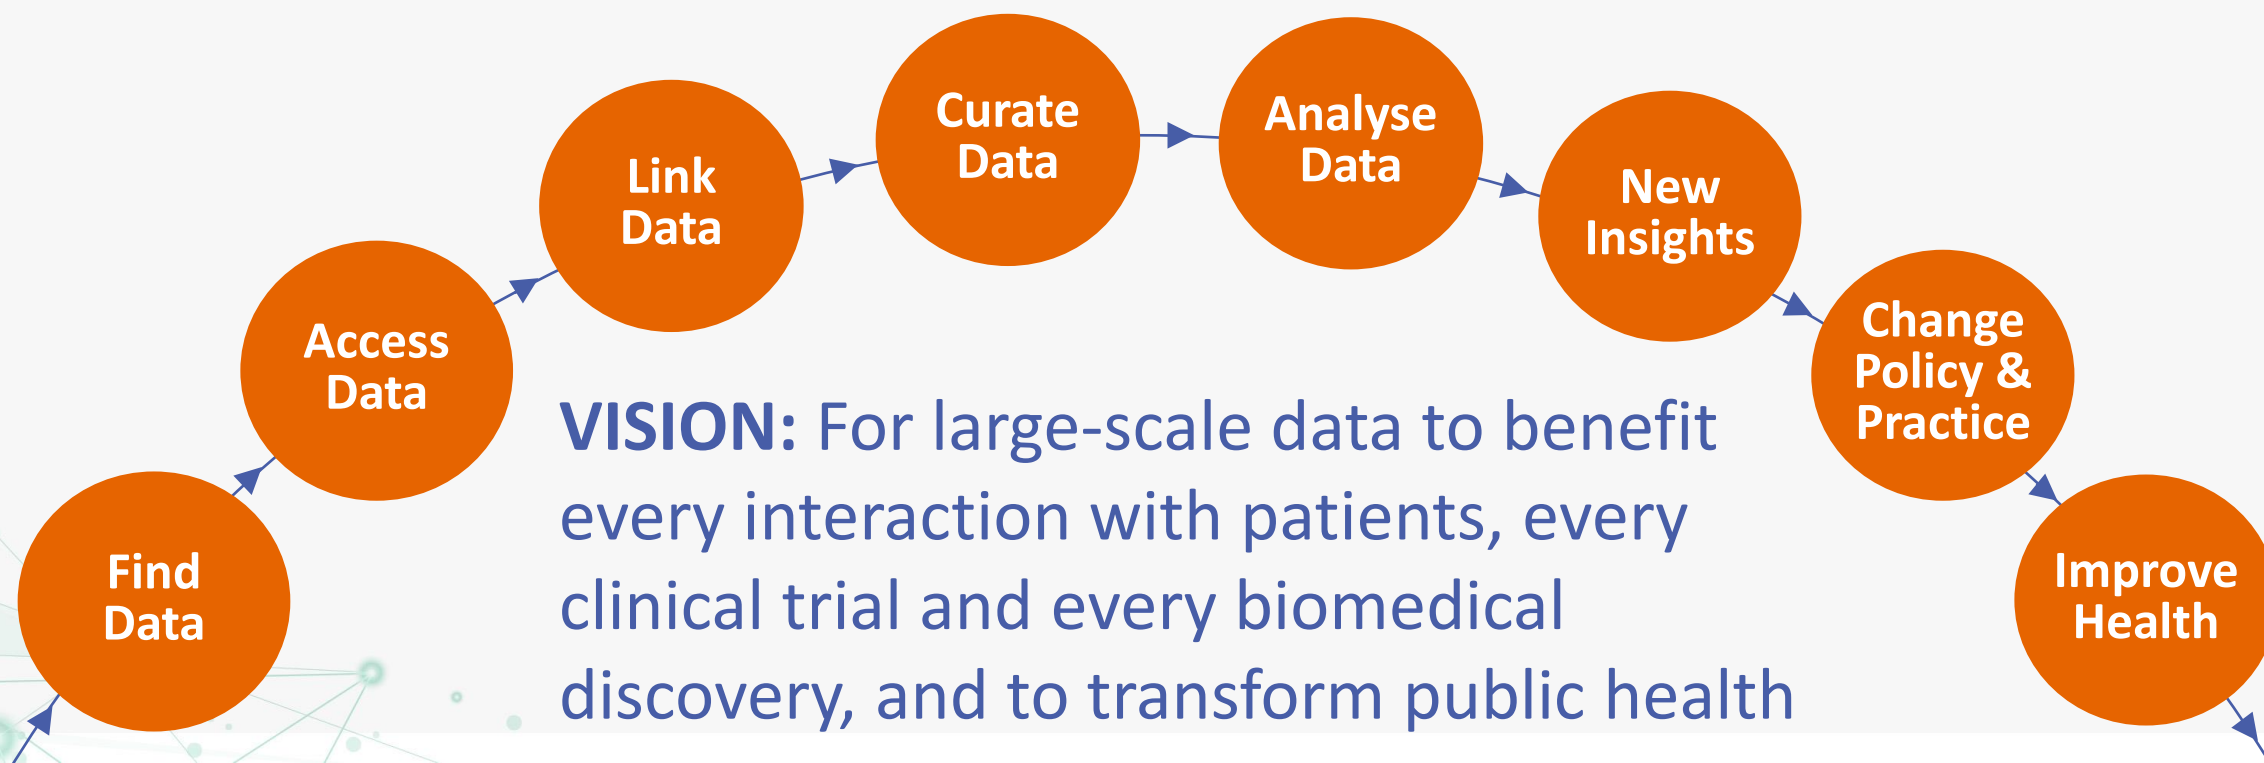 Find
Data
Access
Data
Link
Data
Curate
Data
Analyse
Data
New
Insights
Change
Policy &
Practice
Improve
Health
VISION: For large-scale data to benefit
every interaction with patients, every
clinical trial and every biomedical
discovery, and to transform public health